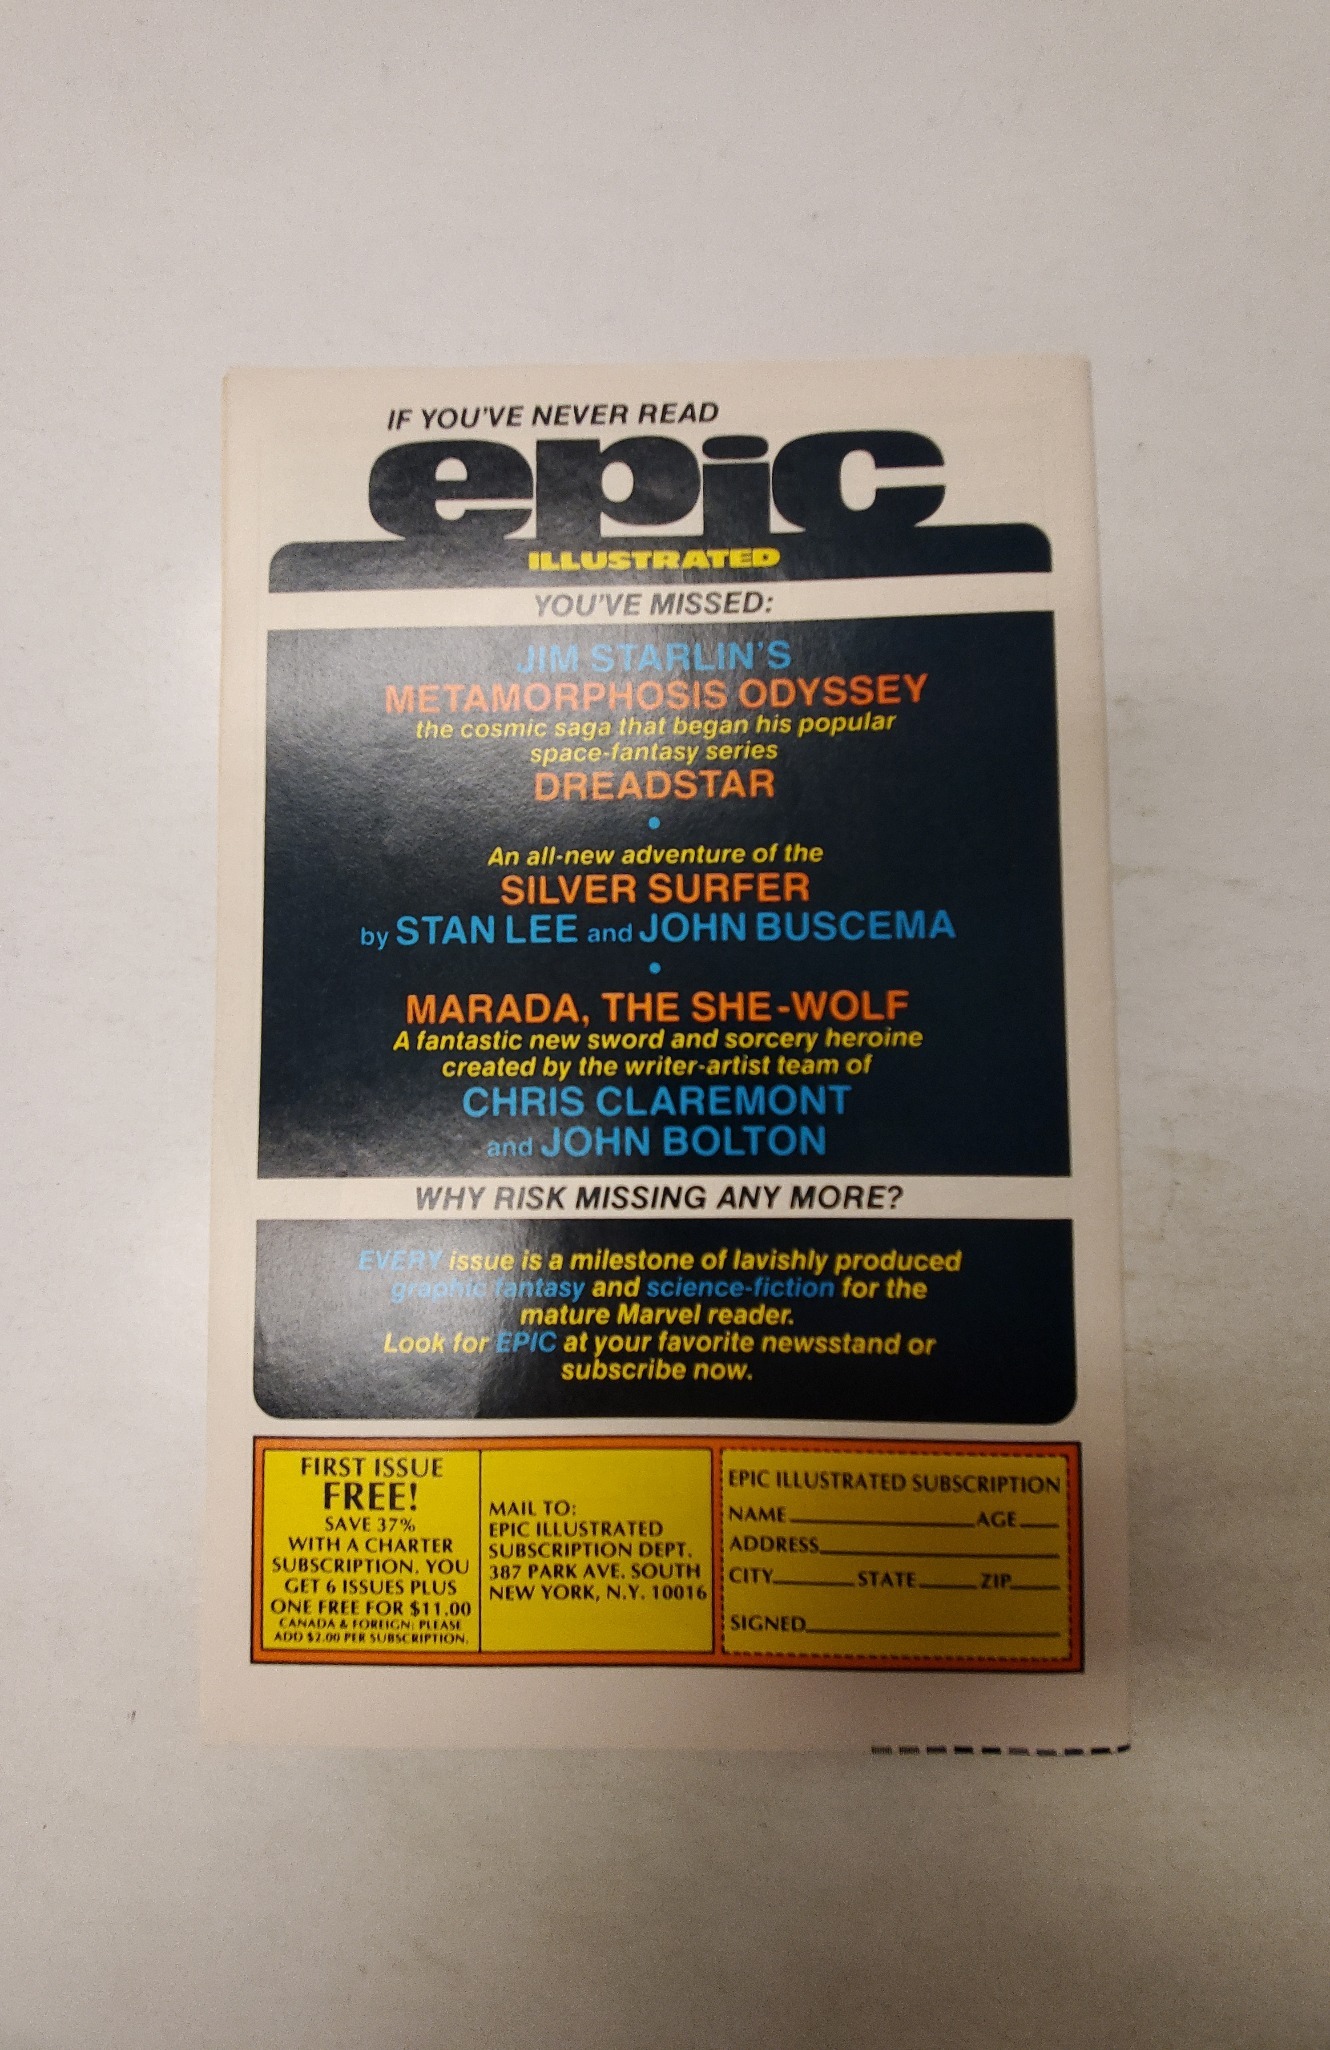 IF YOU'VE NEVER READ
epic
ILLUSTRATED
YOU'VE MISSED:
JIM STARLIN'S
METAMORPHOSIS ODYSSEY
the cosmic saga that began his popular
space-fantasy series
DREADSTAR
•
An all-new adventure of the
SILVER SURFER
by STAN LEE and JOHN BUSCEMA
•
MARADA, THE SHE-WOLF
A fantastic new sword and sorcery heroine
created by the writer-artist team of
CHRIS CLAREMONT
and JOHN BOLTON
WHY RISK MISSING ANY MORE?
EVERY issue is a milestone of lavishly produced
graphic fantasy and science-fiction for the
mature Marvel reader.
Look for EPIC at your favorite newsstand or
subscribe now.
FIRST ISSUE
FREE!
SAVE 37%
WITH A CHARTER
SUBSCRIPTION. YOU
GET 6 ISSUES PLUS
ONE FREE FOR $11.00
CANADA & FOREIGN: PLEASE
ADD $2.00 PER SUBSCRIPTION.
MAIL TO:
EPIC ILLUSTRATED
SUBSCRIPTION DEPT.
387 PARK AVE. SOUTH
NEW YORK, N.Y. 10016
EPIC ILLUSTRATED SUBSCRIPTION
NAME AGE
ADDRESS
CITY STATE ZIP
SIGNED